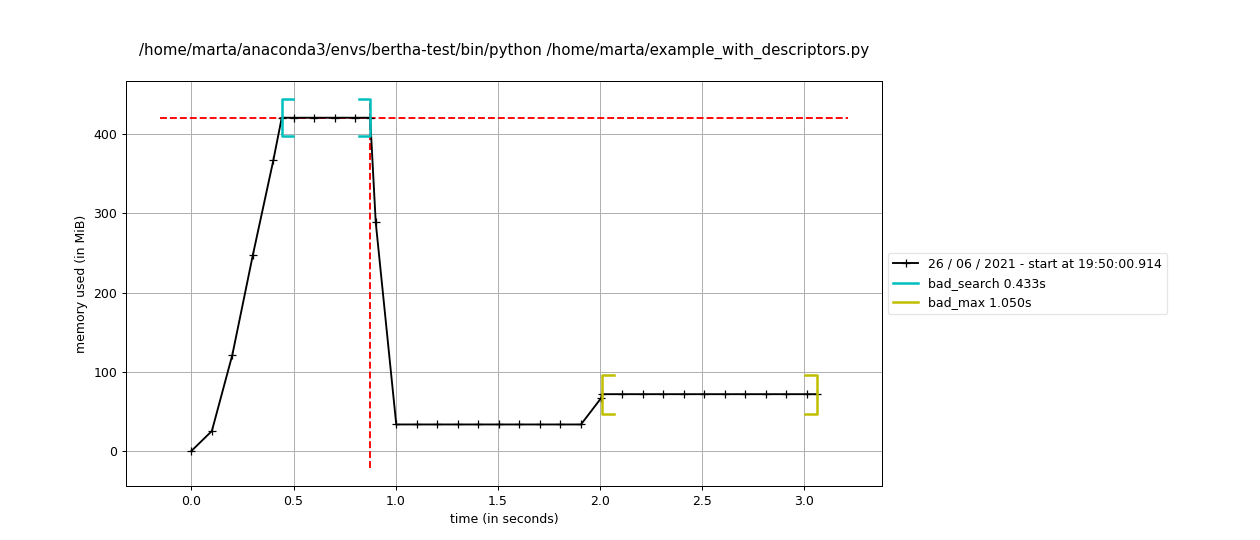 /home/marta/anaconda3/envs/bertha-test/bin/python /home/marta/example_with_descriptors.py
memory used (in MiB)
400
300
200
100
0
0.0 0.5 1.0 1.5 2.0 2.5 3.0
time (in seconds)
26 / 06 / 2021 - start at 19:50:00.914
bad_search 0.433s
bad_max 1.050s